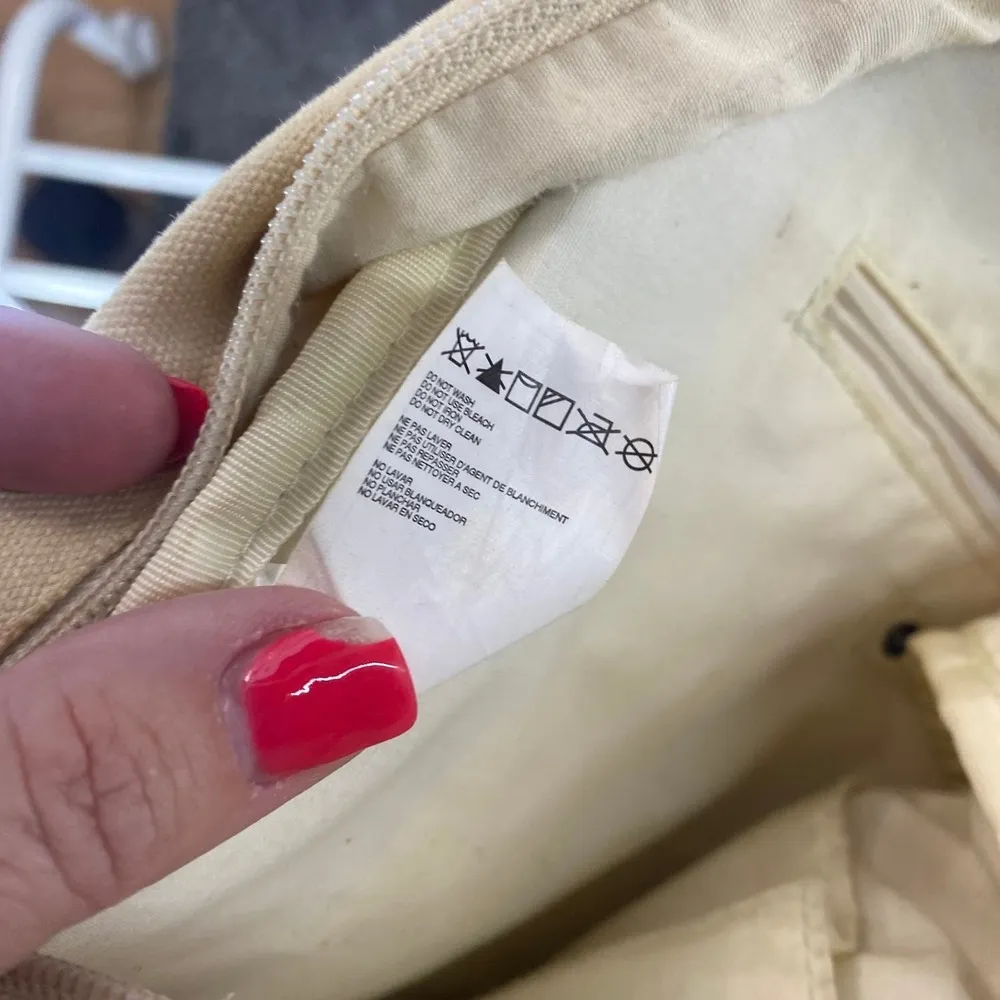 DO NOT WASH
DO NOT USE BLEACH
DO NOT IRON
DO NOT DRY CLEAN
NE PAS LAVER
NE PAS UTILISER D'AGENT DE BLANCHIMENT
NE PAS REPASSER
NE PAS NETTOYER A SEC
NO LAVAR
NO USAR BLANQUEADOR
NO PLANCHAR
NO LAVAR EN SECO